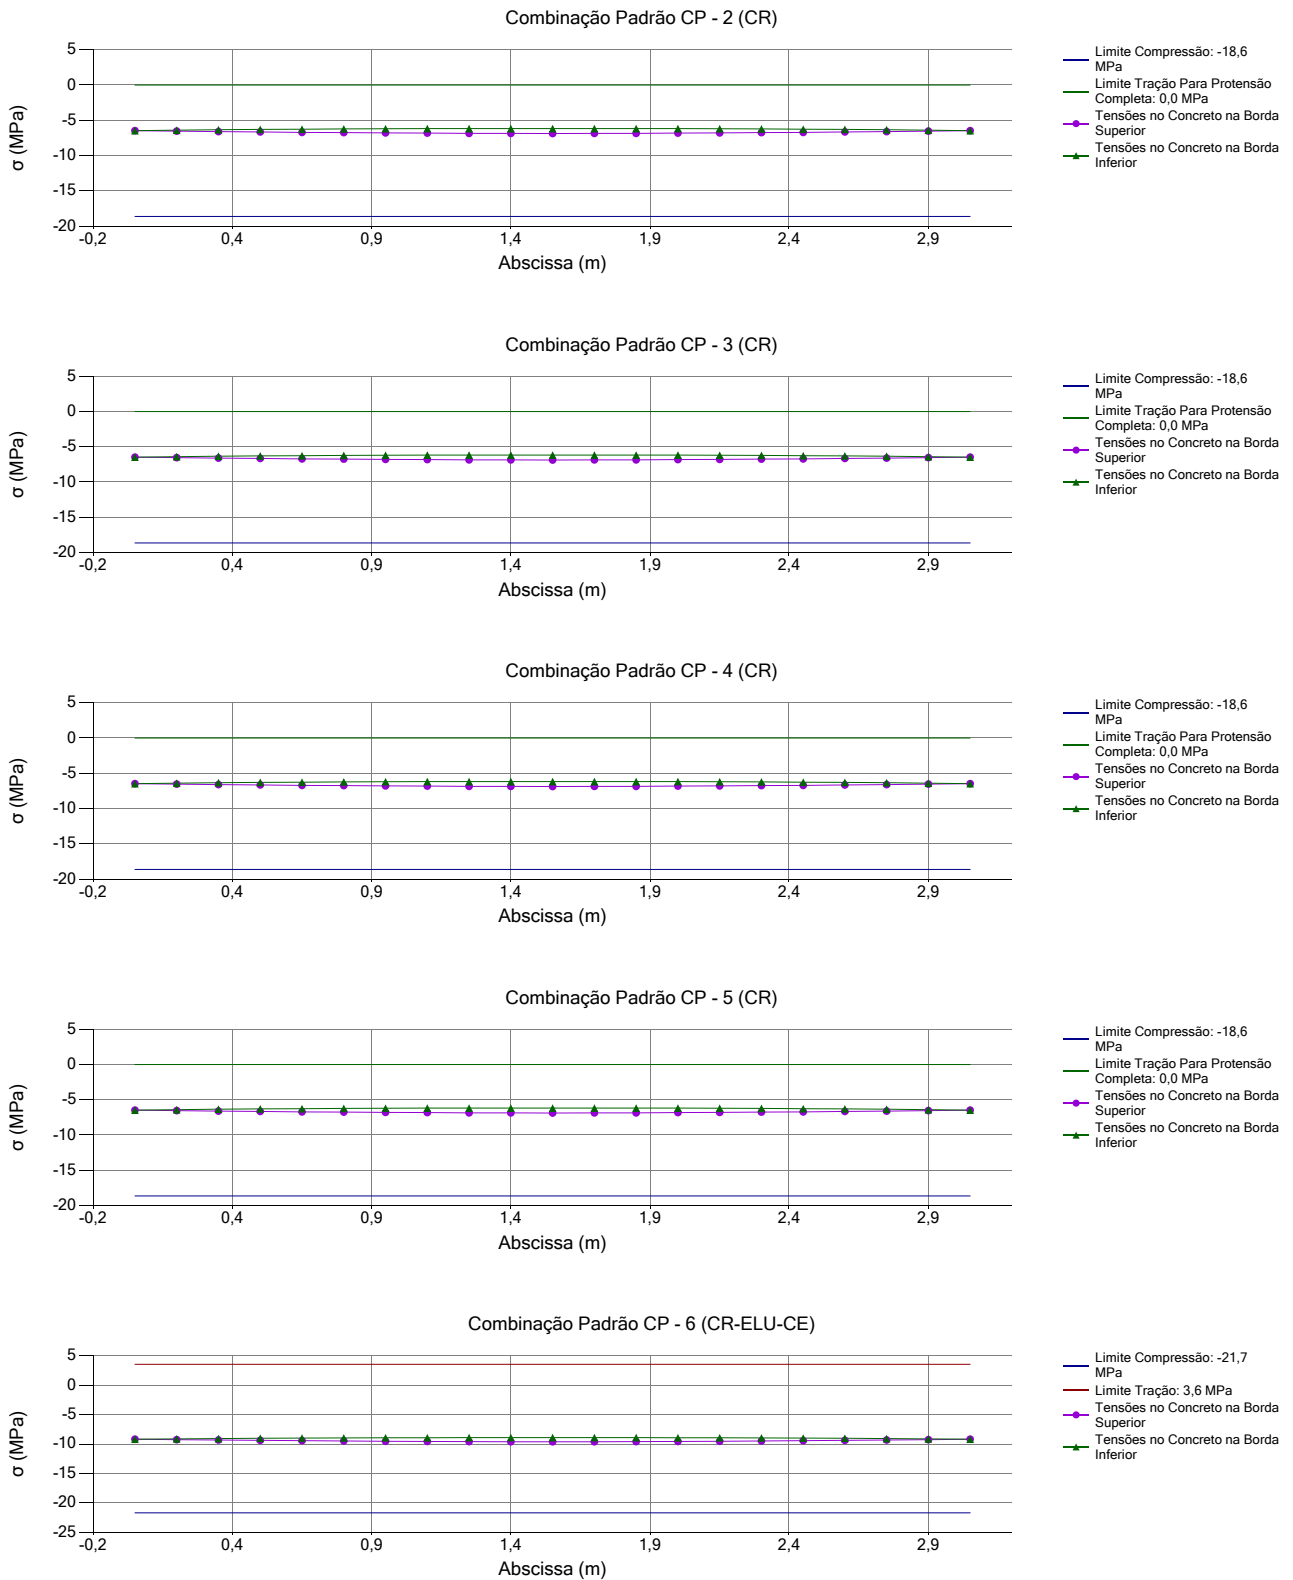 Combinação Padrão CP - 2 (CR)
5
0
-5
-10
-15
-20
σ (MPa)
-0,2
0,4
0,9
1,4
1,9
2,4
2,9
Abscissa (m)
Limite Compressão: -18,6
MPa
Limite Tração Para Protensão
Completa: 0,0 MPa
Tensões no Concreto na Borda
Superior
Tensões no Concreto na Borda
Inferior
Combinação Padrão CP - 3 (CR)
5
0
-5
-10
-15
-20
σ (MPa)
-0,2
0,4
0,9
1,4
1,9
2,4
2,9
Abscissa (m)
Limite Compressão: -18,6
MPa
Limite Tração Para Protensão
Completa: 0,0 MPa
Tensões no Concreto na Borda
Superior
Tensões no Concreto na Borda
Inferior
Combinação Padrão CP - 4 (CR)
5
0
-5
-10
-15
-20
σ (MPa)
-0,2
0,4
0,9
1,4
1,9
2,4
2,9
Abscissa (m)
Limite Compressão: -18,6
MPa
Limite Tração Para Protensão
Completa: 0,0 MPa
Tensões no Concreto na Borda
Superior
Tensões no Concreto na Borda
Inferior
Combinação Padrão CP - 5 (CR)
5
0
-5
-10
-15
-20
σ (MPa)
-0,2
0,4
0,9
1,4
1,9
2,4
2,9
Abscissa (m)
Limite Compressão: -18,6
MPa
Limite Tração Para Protensão
Completa: 0,0 MPa
Tensões no Concreto na Borda
Superior
Tensões no Concreto na Borda
Inferior
Combinação Padrão CP - 6 (CR-ELU-CE)
5
0
-5
-10
-15
-20
-25
σ (MPa)
-0,2
0,4
0,9
1,4
1,9
2,4
2,9
Abscissa (m)
Limite Compressão: -21,7
MPa
Limite Tração: 3,6 MPa
Tensões no Concreto na Borda
Superior
Tensões no Concreto na Borda
Inferior